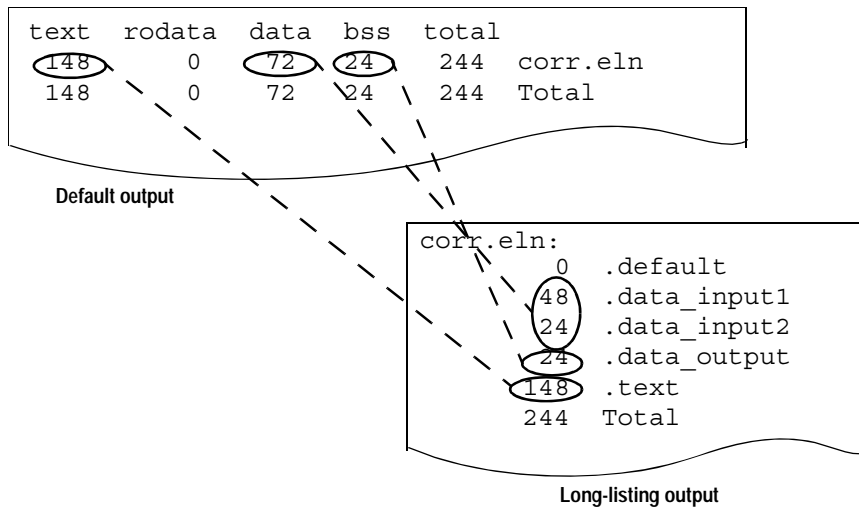 text rodata data bss total
148 0 72 24 244 corr.eln
148 0 72 24 244 Total
Default output
corr.eln:
0 .default
48 .data_input1
24 .data_input2
24 .data_output
148 .text
244 Total
Long-listing output